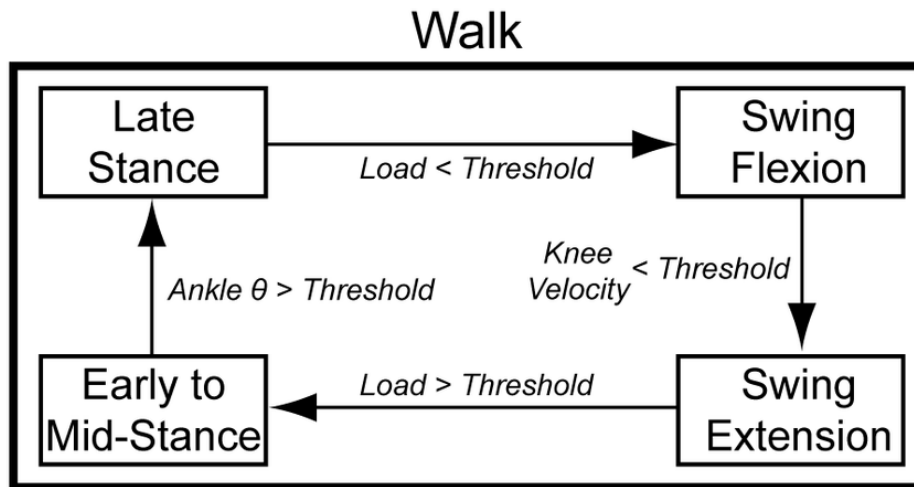 Walk
Late
Stance
Load < Threshold
Swing
Flexion
Ankle θ > Threshold
Knee
Velocity
< Threshold
Early to
Mid-Stance
Load > Threshold
Swing
Extension